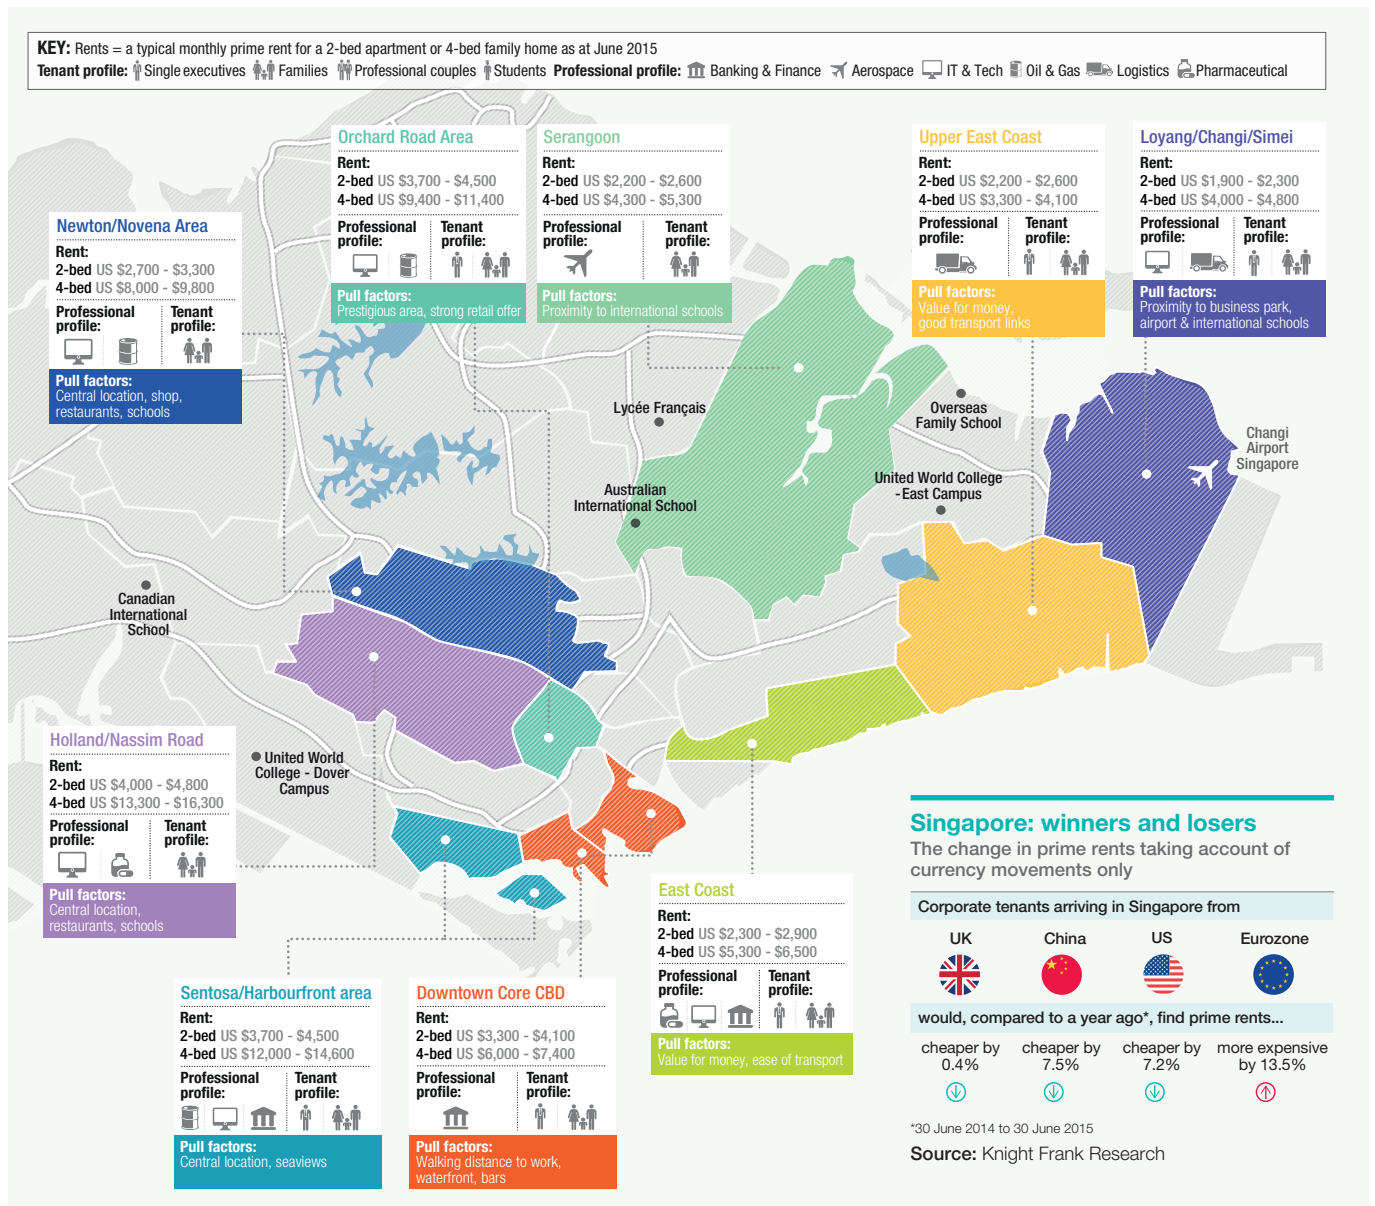 KEY: Rents = a typical monthly prime rent for a 2-bed apartment or 4-bed family home as at June 2015
Tenant profile: Single executives Families Professional couples Students Professional profile: Banking & Finance Aerospace IT & Tech Oil & Gas Logistics Pharmaceutical
Orchard Road Area
Rent:
2-bed US $3,700 - $4,500
4-bed US $9,400 - $11,400
Professional
profile:
Tenant
profile:
Pull factors:
Prestigious area, strong retail offer
Serangoon
Rent:
2-bed US $2,200 - $2,600
4-bed US $4,300 - $5,300
Professional
profile:
Tenant
profile:
Pull factors:
Proximity to international schools
Upper East Coast
Rent:
2-bed US $2,200 - $2,600
4-bed US $3,300 - $4,100
Professional
profile:
Tenant
profile:
Pull factors:
Value for money,
good transport links
Loyang/Changi/Simei
Rent:
2-bed US $1,900 - $2,300
4-bed US $4,000 - $4,800
Professional
profile:
Tenant
profile:
Pull factors:
Proximity to business park,
airport & international schools
Newton/Novena Area
Rent:
2-bed US $2,700 - $3,300
4-bed US $8,000 - $9,800
Professional
profile:
Tenant
profile:
Pull factors:
Central location, shop,
restaurants, schools
Lycée Français
Overseas
Family School
Changi
Airport
Singapore
United World College
-East Campus
Australian
International School
Canadian
International
School
United World
College - Dover
Campus
Holland/Nassim Road
Rent:
2-bed US $4,000 - $4,800
4-bed US $13,300 - $16,300
Professional
profile:
Tenant
profile:
Pull factors:
Central location,
restaurants, schools
Sentosa/Harbourfront area
Rent:
2-bed US $3,700 - $4,500
4-bed US $12,000 - $14,600
Professional
profile:
Tenant
profile:
Pull factors:
Central location, seaviews
Downtown Core CBD
Rent:
2-bed US $3,300 - $4,100
4-bed US $6,000 - $7,400
Professional
profile:
Tenant
profile:
Pull factors:
Walking distance to work,
waterfront, bars
East Coast
Rent:
2-bed US $2,300 - $2,900
4-bed US $5,300 - $6,500
Professional
profile:
Tenant
profile:
Pull factors:
Value for money, ease of transport
Singapore: winners and losers
The change in prime rents taking account of
currency movements only
Corporate tenants arriving in Singapore from
UK China US Eurozone
would, compared to a year ago*, find prime rents...
cheaper by
0.4%
cheaper by
7.5%
cheaper by
7.2%
more expensive
by 13.5%
*30 June 2014 to 30 June 2015
Source: Knight Frank Research